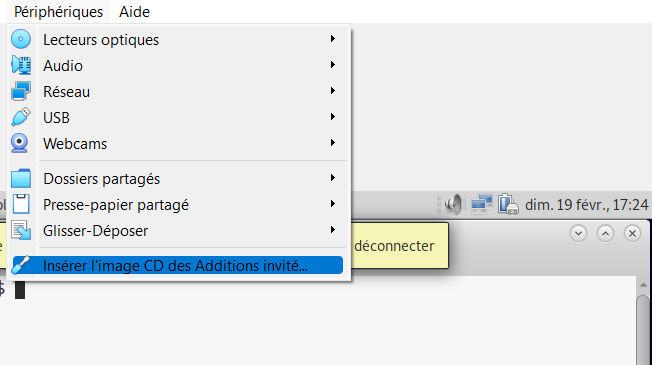 Périphériques Aide
Lecteurs optiques
Audio
Réseau
USB
Webcams
Dossiers partagés
Presse-papier partagé
dim. 19 févr., 17:24
Glisser-Déposer
déconnecter
Insérer l'image CD des Additions invité...
$